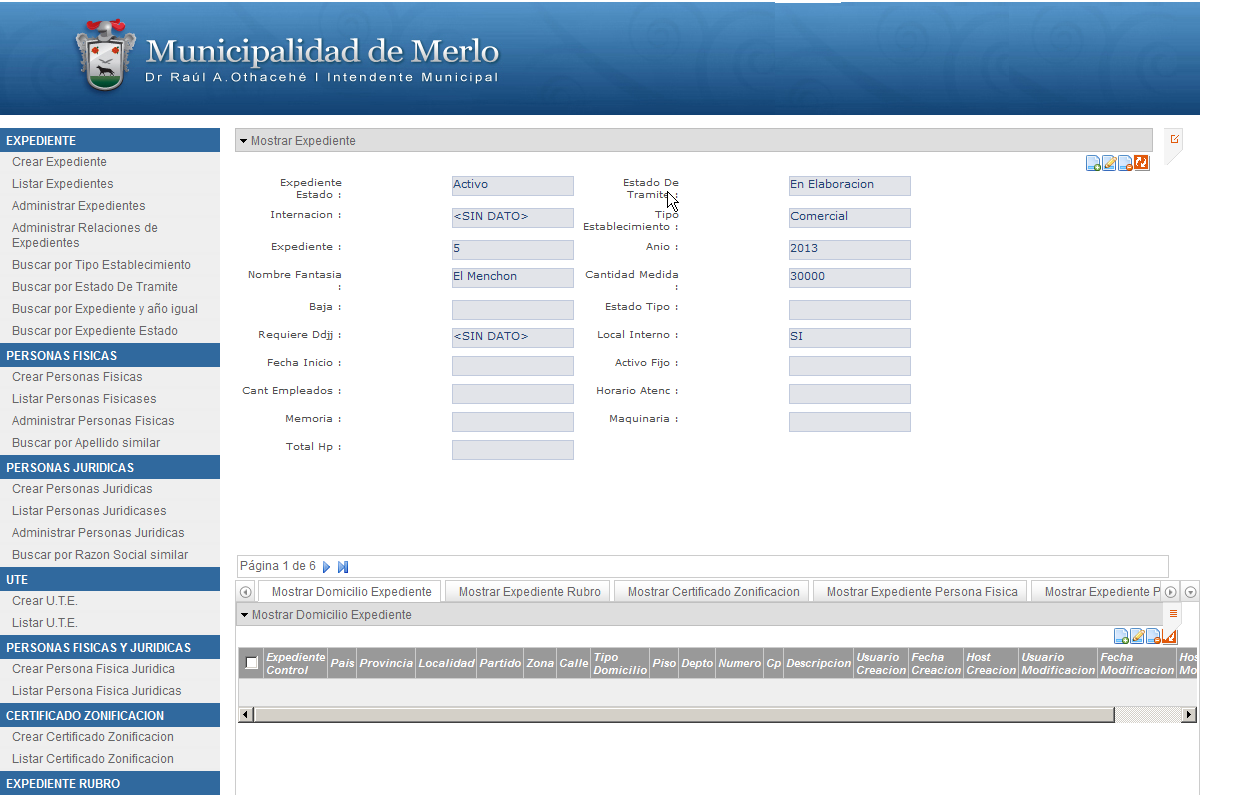 Municipalidad de Merlo
Dr Raúl A.Othacehé | Intendente Municipal
EXPEDIENTE
Crear Expediente
Listar Expedientes
Administrar Expedientes
Administrar Relaciones de
Expedientes
Buscar por Tipo Establecimiento
Buscar por Estado De Tramite
Buscar por Expediente y año igual
Buscar por Expediente Estado
PERSONAS FISICAS
Crear Personas Fisicas
Listar Personas Fisicases
Administrar Personas Fisicas
Buscar por Apellido similar
PERSONAS JURIDICAS
Crear Personas Juridicas
Listar Personas Juridicases
Administrar Personas Juridicas
Buscar por Razon Social similar
UTE
Crear U.T.E.
Listar U.T.E.
PERSONAS FISICAS Y JURIDICAS
Crear Persona Fisica Juridica
Listar Persona Fisica Juridicas
CERTIFICADO ZONIFICACION
Crear Certificado Zonificacion
Listar Certificado Zonificacion
EXPEDIENTE RUBRO
Mostrar Expediente
Expediente
Estado :
Activo
Estado De
Tramite :
En Elaboracion
Internacion :
<SIN DATO>
Tipo
Establecimiento :
Comercial
Expediente :
5
Anio :
2013
Nombre Fantasia
:
El Menchon
Cantidad Medida
:
30000
Baja :
Estado Tipo :
Requiere Ddjj :
<SIN DATO>
Local Interno :
SI
Fecha Inicio :
Activo Fijo :
Cant Empleados :
Horario Atenc :
Memoria :
Maquinaria :
Total Hp :
Página 1 de 6
Mostrar Domicilio Expediente
Mostrar Expediente Rubro
Mostrar Certificado Zonificacion
Mostrar Expediente Persona Fisica
Mostrar Expediente P
Mostrar Domicilio Expediente
Expediente
Control
Pais
Provincia
Localidad
Partido
Zona
Calle
Tipo
Domicilio
Piso
Depto
Numero
Cp
Descripcion
Usuario
Creacion
Fecha
Creacion
Host
Creacion
Usuario
Modificacion
Fecha
Modificacion
Hos
Mo